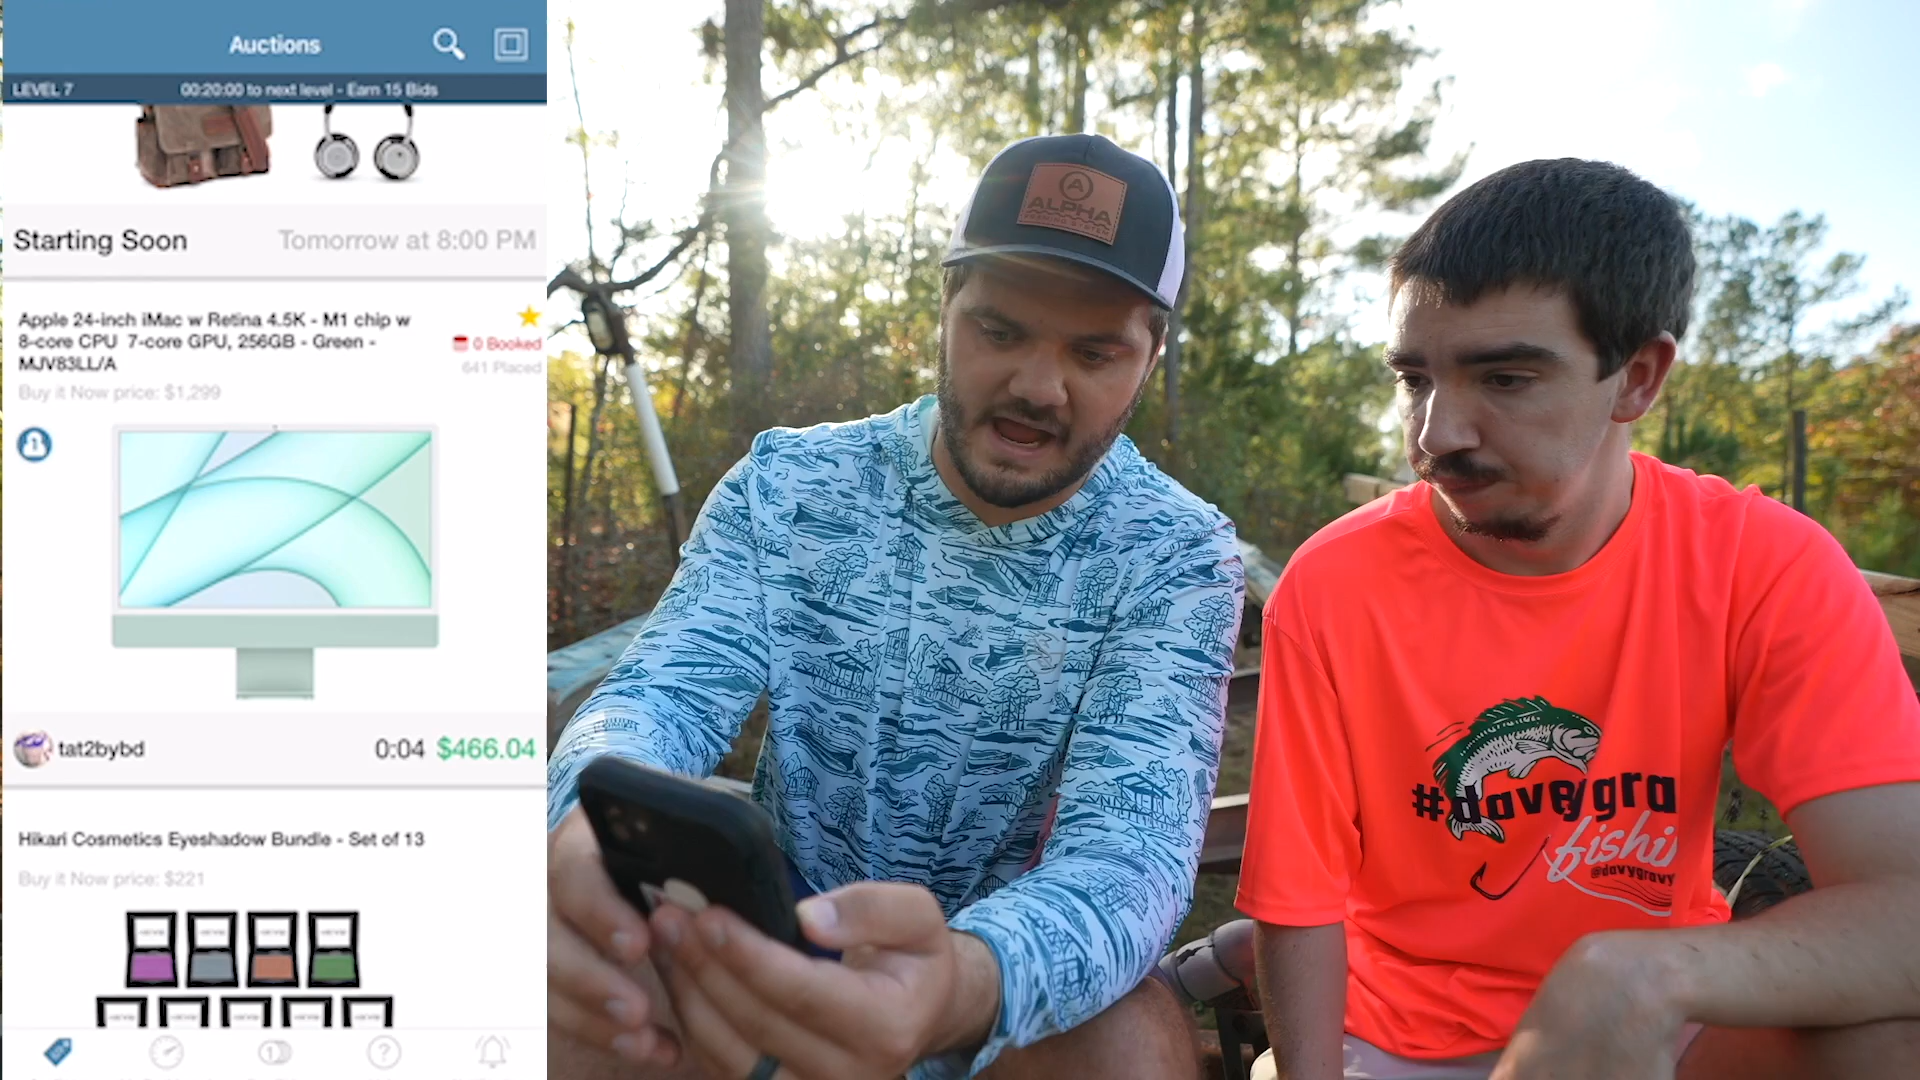 Auctions
LEVEL 7
00:20:00 to next level - Earn 15 Bids
Starting Soon
Tomorrow at 8:00 PM
Apple 24-inch iMac w Retina 4.5K - M1 chip w
8-core CPU 7-core GPU, 256GB - Green -
MJV83LL/A
0 Booked
641 Placed
Buy it Now price: $1,299
1
tat2bybd
0:04 $466.04
Hikari Cosmetics Eyeshadow Bundle - Set of 13
Buy it Now price: $221
A
ALPHA
#davygra
fishi
@davygravy